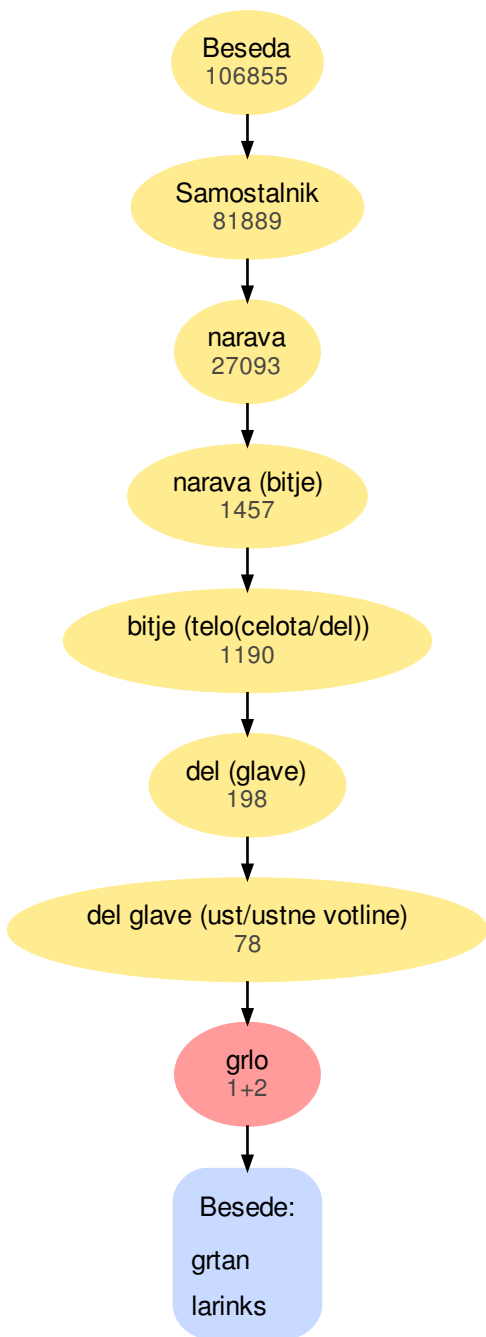 Beseda
106855
Samostalnik
81889
narava
27093
narava (bitje)
1457
bitje (telo(celota/del))
1190
del (glave)
198
del glave (ust/ustne votline)
78
grlo
1+2
Besede:
grtan
larinks